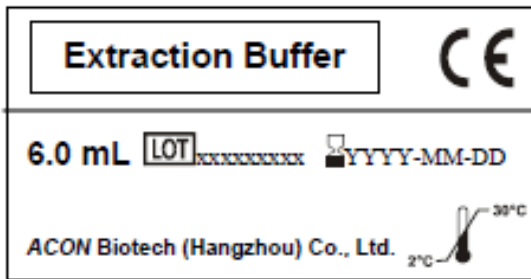 Extraction Buffer CE
6.0 mL LOT xxxxxxxxx YYYY-MM-DD
30°C
ACON Biotech (Hangzhou) Co., Ltd. 2°C